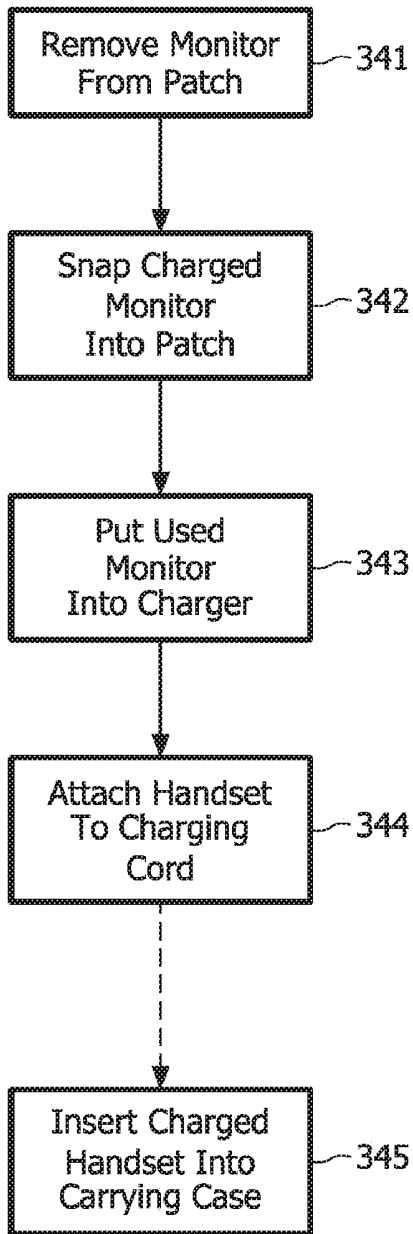 Remove Monitor
From Patch
341
Snap Charged
Monitor
Into Patch
342
Put Used
Monitor
Into Charger
343
Attach Handset
To Charging
Cord
344
Insert Charged
Handset Into
Carrying Case
345